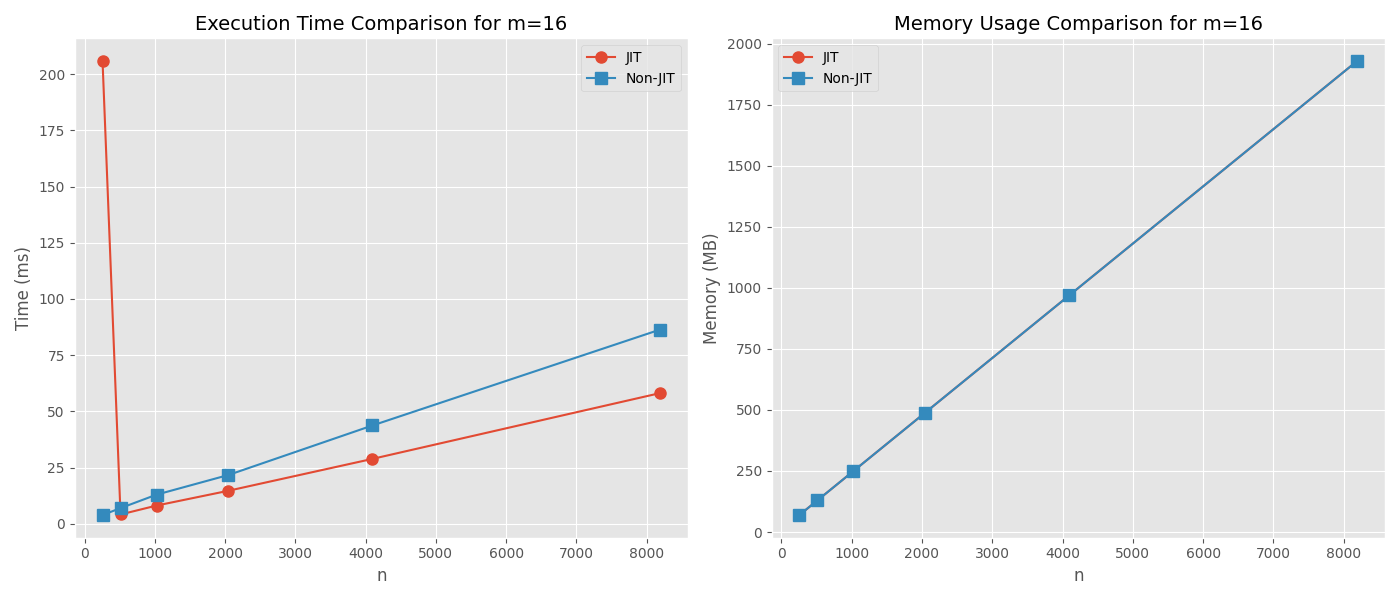 Execution Time Comparison for m=16
JIT
Non-JIT
200
175
150
125
100
75
50
25
0
Time (ms)
0 1000 2000 3000 4000 5000 6000 7000 8000
n
Memory Usage Comparison for m=16
JIT
Non-JIT
2000
1750
1500
1250
1000
750
500
250
0
Memory (MB)
0 1000 2000 3000 4000 5000 6000 7000 8000
n